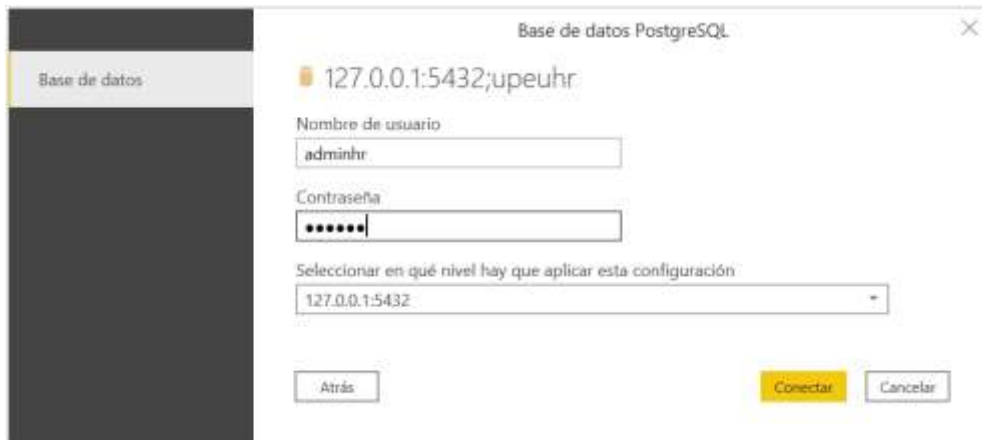 Base de datos PostgreSQL
Base de datos
127.0.0.1:5432;upeuhr
Nombre de usuario
adminhr
Contraseña
●●●●●●
Seleccionar en qué nivel hay que aplicar esta configuración
127.0.0.1:5432
Atrás
Conectar
Cancelar